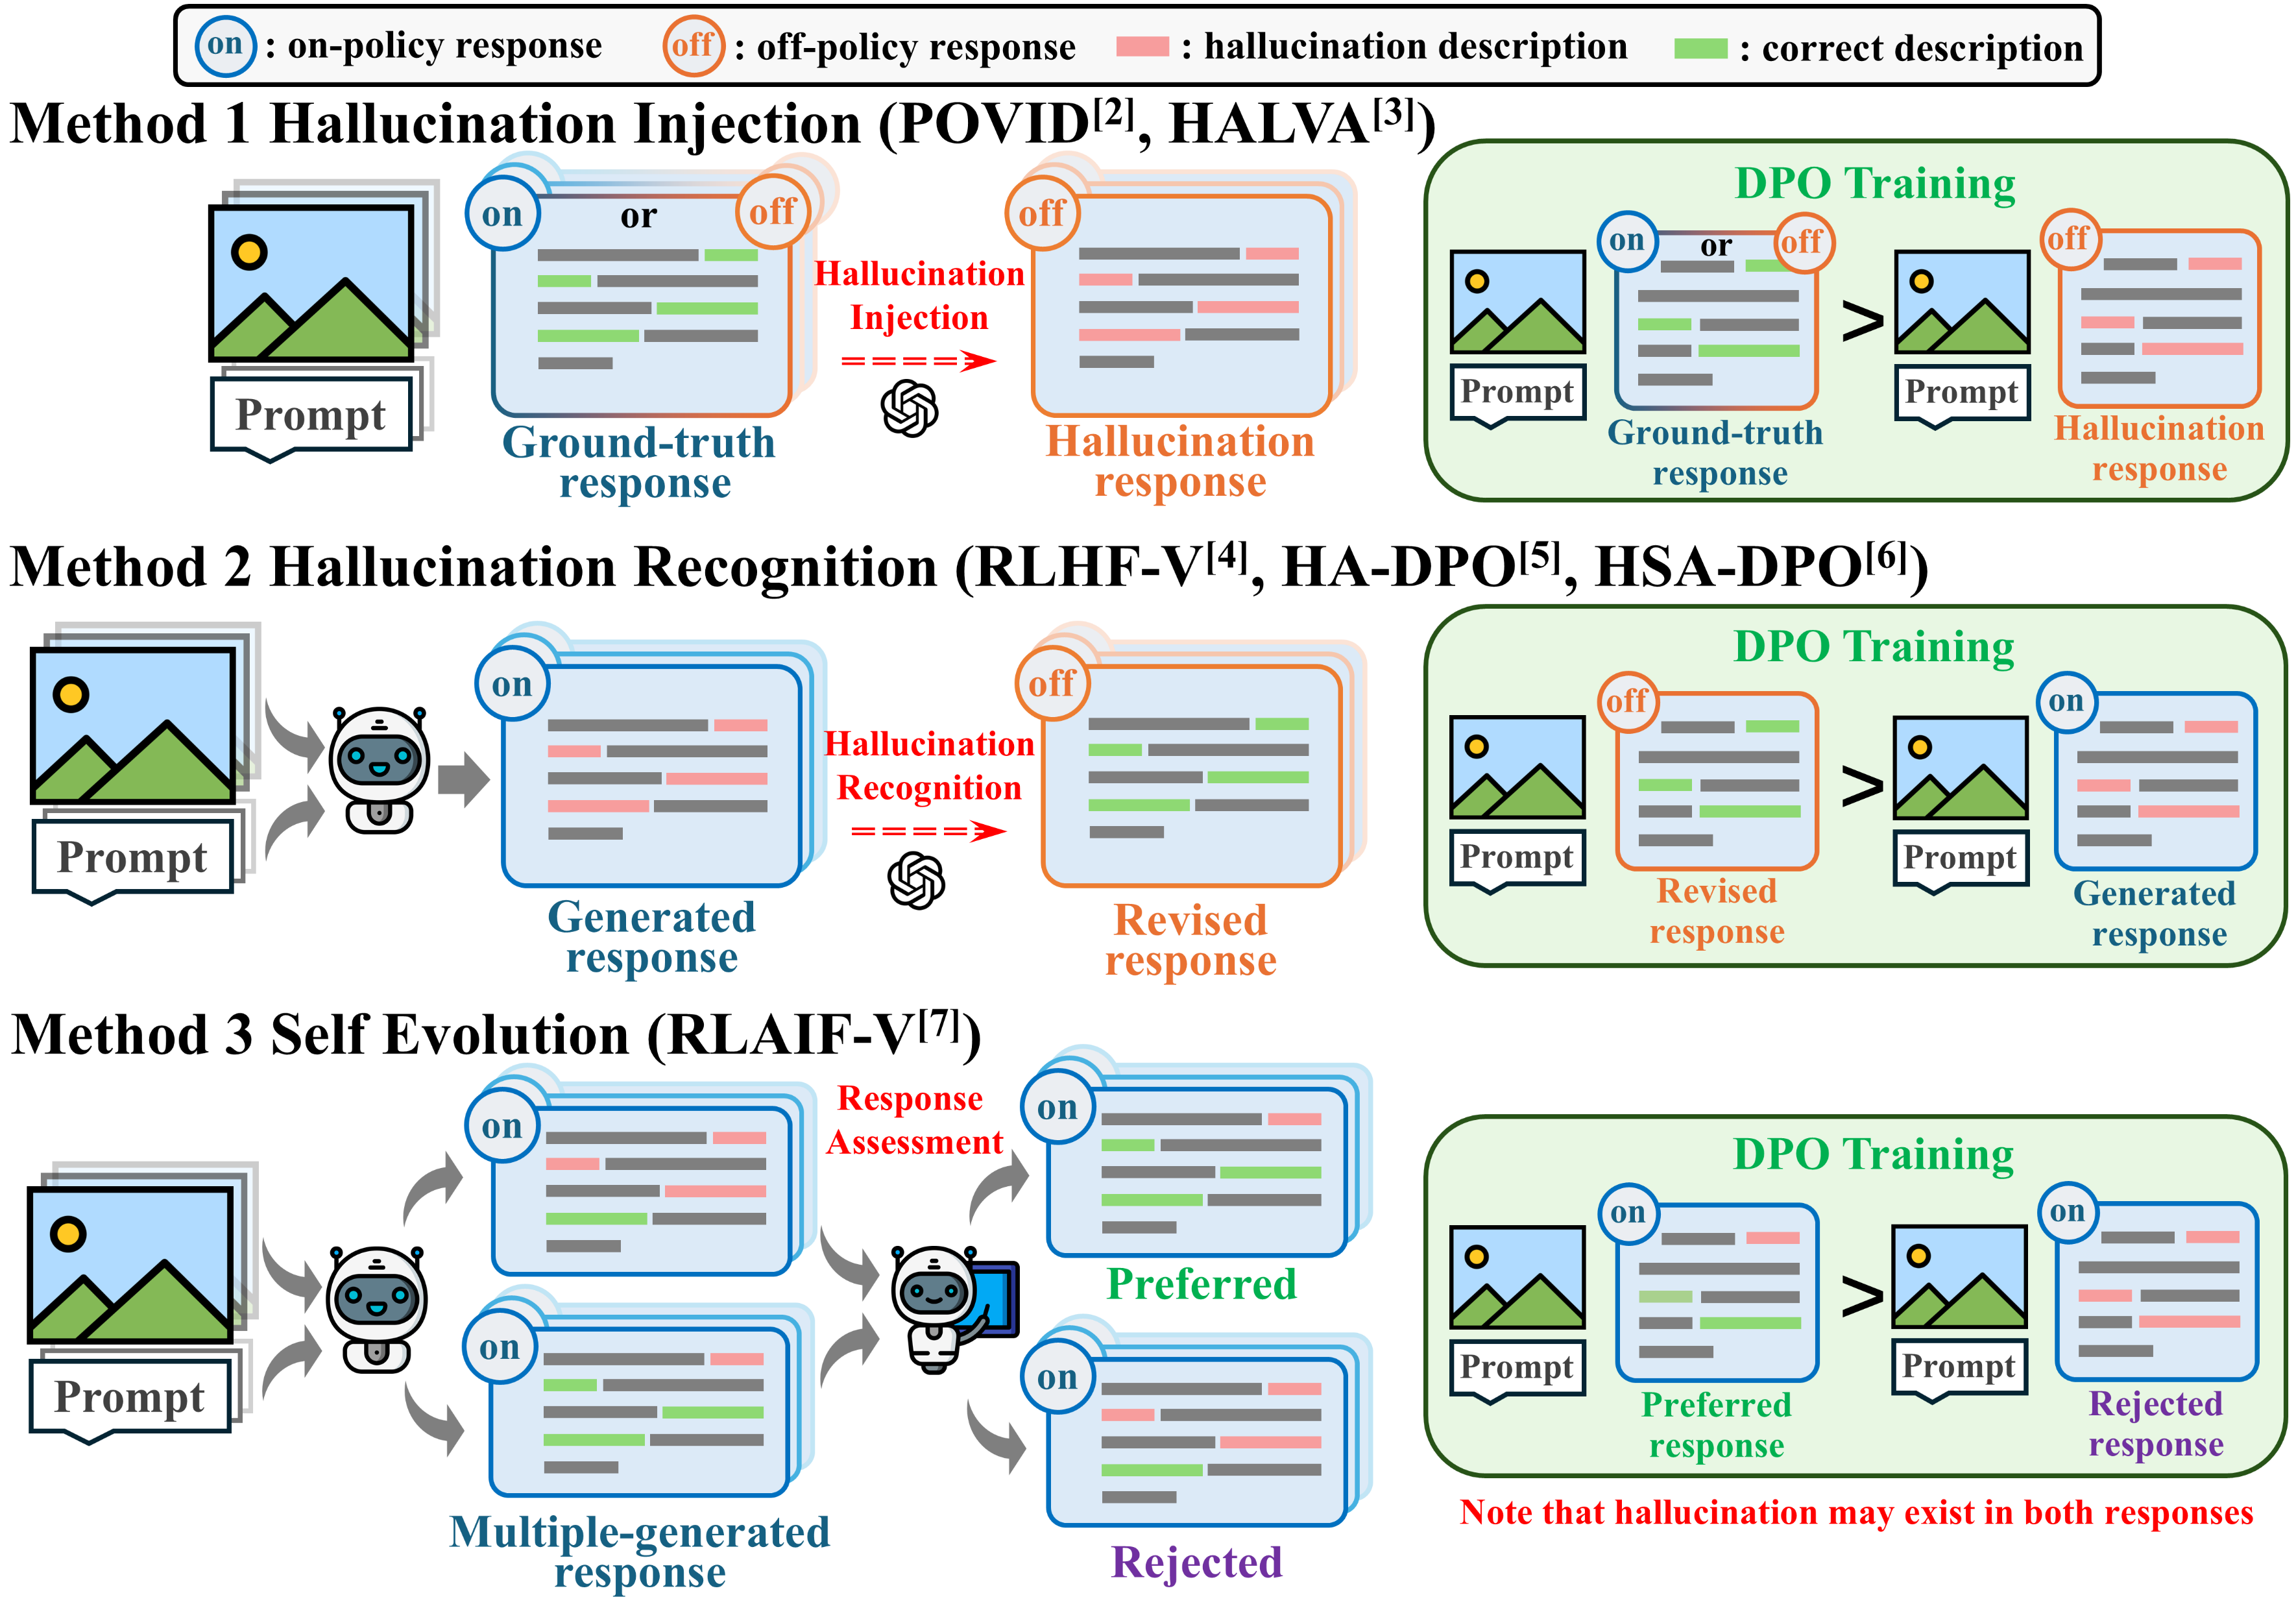 on : on-policy response off : off-policy response : hallucination description : correct description
Method 1 Hallucination Injection (POVID[2], HALVA[3])
Prompt
on or off
Ground-truth
response
Hallucination
Injection
off
Hallucination
response
DPO Training
Prompt
on or off
Ground-truth
response
>
Prompt
off
Hallucination
response
Method 2 Hallucination Recognition (RLHF-V[4], HA-DPO[5], HSA-DPO[6])
Prompt
on
Generated
response
Hallucination
Recognition
off
Revised
response
DPO Training
Prompt
off
Revised
response
>
Prompt
on
Generated
response
Method 3 Self Evolution (RLAIF-V[7])
Prompt
on
on
Multiple-generated
response
Response
Assessment
on
Preferred
on
Rejected
DPO Training
Prompt
on
Preferred
response
>
Prompt
on
Rejected
response
Note that hallucination may exist in both responses